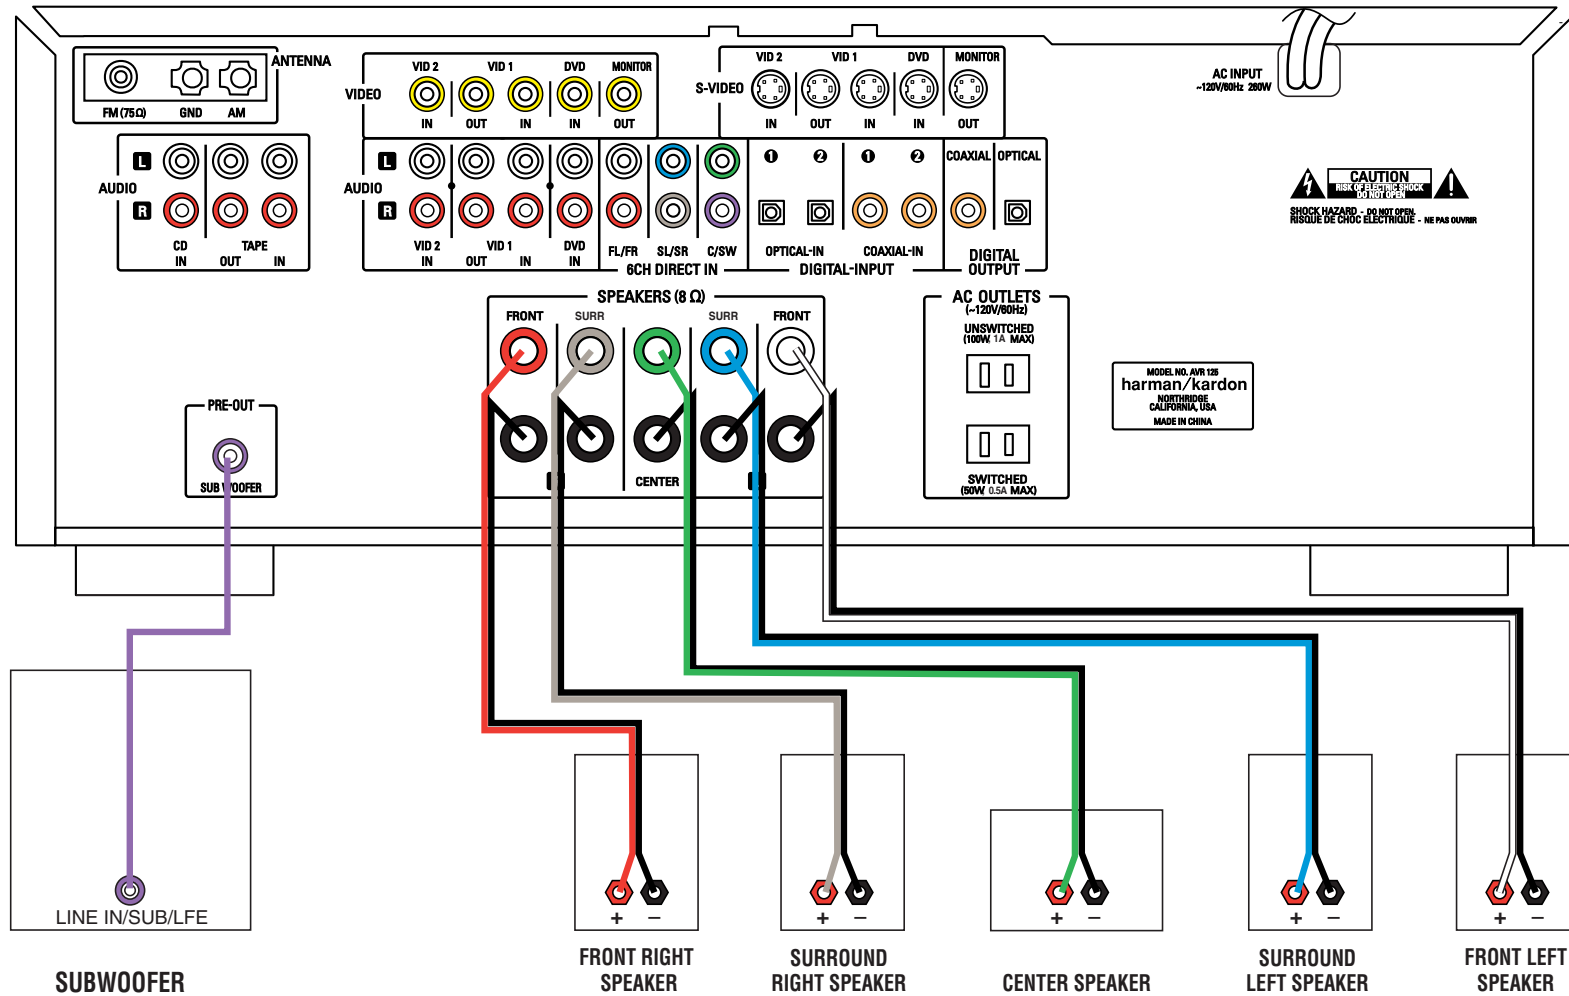 ANTENNA
FM (75Ω) GND AM
VIDEO
VID 2 VID 1 DVD MONITOR
IN OUT IN IN OUT
S-VIDEO
VID 2 VID 1 DVD MONITOR
IN OUT IN IN OUT
AC INPUT
~120V/60Hz 260W
AUDIO
L
R
CD TAPE
IN OUT IN
AUDIO
L
R
VID 2 VID 1 DVD
IN OUT IN IN
FL/FR SL/SR C/SW
6CH DIRECT IN
1 2 1 2
OPTICAL-IN COAXIAL-IN
DIGITAL-INPUT
COAXIAL OPTICAL
DIGITAL
OUTPUT
CAUTION
RISK OF ELECTRIC SHOCK
DO NOT OPEN
SHOCK HAZARD - DO NOT OPEN.
RISQUE DE CHOC ELECTRIQUE - NE PAS OUVRIR
SPEAKERS (8 Ω)
FRONT SURR SURR FRONT
CENTER
AC OUTLETS
(~120V/60Hz)
UNSWITCHED
(100W, 1A MAX)
SWITCHED
(50W, 0.5A MAX)
MODEL NO. AVR 125
harman/kardon
NORTHRIDGE
CALIFORNIA, USA
MADE IN CHINA
PRE-OUT
SUB WOOFER
LINE IN/SUB/LFE
+ − + − + − + − + −
SUBWOOFER
FRONT RIGHT
SPEAKER
SURROUND
RIGHT SPEAKER
CENTER SPEAKER
SURROUND
LEFT SPEAKER
FRONT LEFT
SPEAKER